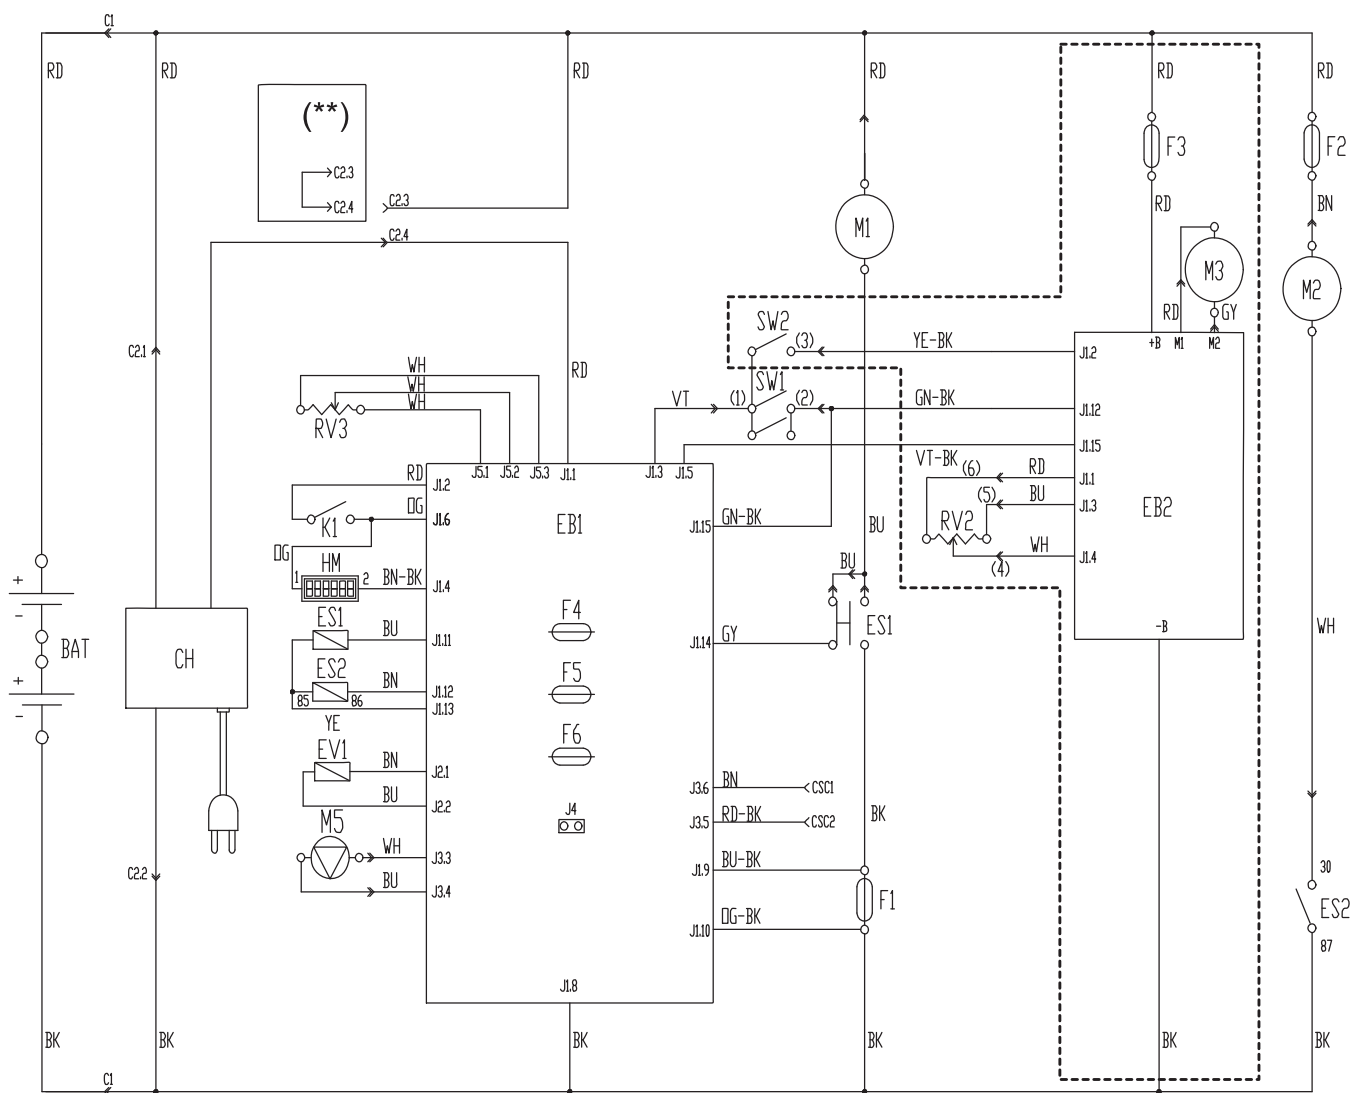 C1
RD
RD
RD
RD
RD
RD
(**)
C2.3
C2.4
C2.3
C2.4
F3
F2
RD
BN
M1
M3
M2
RD
GY
+B
M1
M2
SW2
(3)
YE-BK
J1.2
C2.1
WH
WH
WH
RD
RV3
VT
(1)
SW1
(2)
GN-BK
J1.12
J1.15
VT-BK
(6)
RD
J1.1
(5)
BU
J1.3
RV2
WH
J1.4
(4)
EB2
-B
J5.1
J5.2
J5.3
J1.1
J1.3
J1.5
RD
J1.2
OG
J1.6
K1
EB1
GN-BK
J1.15
BU
OG
HM
1
2
BN-BK
J1.4
BU
ES1
BU
J1.11
F4
ES1
GY
J1.14
WH
BAT
+
-
+
-
CH
ES2
BN
J1.12
85
86
J1.13
F5
YE
EV1
BN
J2.1
F6
BU
J2.2
J3.6
BN
CSC1
J4
J3.5
RD-BK
CSC2
BK
M5
WH
J3.3
BU
J3.4
C2.2
BU-BK
J1.9
F1
OG-BK
J1.10
30
ES2
87
J1.8
BK
BK
BK
BK
BK
BK
C1